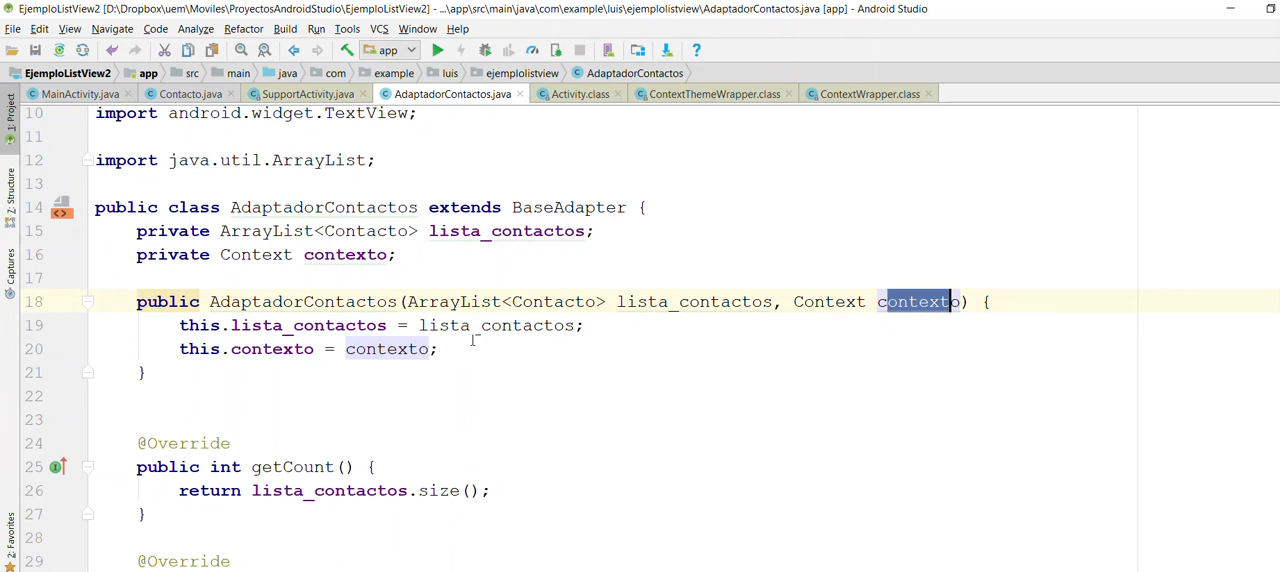 EjemploListView2 [D:\Dropbox\uem\Moviles\ProyectosAndroidStudio\EjemploListView2] - ...\app\src\main\java\com\example\luis\ejemplolistview\AdaptadorContactos.java [app] - Android Studio
File Edit View Navigate Code Analyze Refactor Build Run Tools VCS Window Help
app
EjemploListView2 app src main java com example luis ejemplolistview AdaptadorContactos
MainActivity.java Contacto.java SupportActivity.java AdaptadorContactos.java Activity.class ContextThemeWrapper.class ContextWrapper.class
1: Project
7: Structure
Captures
2: Favorites
10 import android.widget.TextView;
11
12 import java.util.ArrayList;
13
14 public class AdaptadorContactos extends BaseAdapter {
15 private ArrayList<Contacto> lista_contactos;
16 private Context contexto;
17
18 public AdaptadorContactos(ArrayList<Contacto> lista_contactos, Context contexto) {
19 this.lista_contactos = lista_contactos;
20 this.contexto = contexto;
21 }
22
23
24 @Override
25 public int getCount() {
26 return lista_contactos.size();
27 }
28
29 @Override